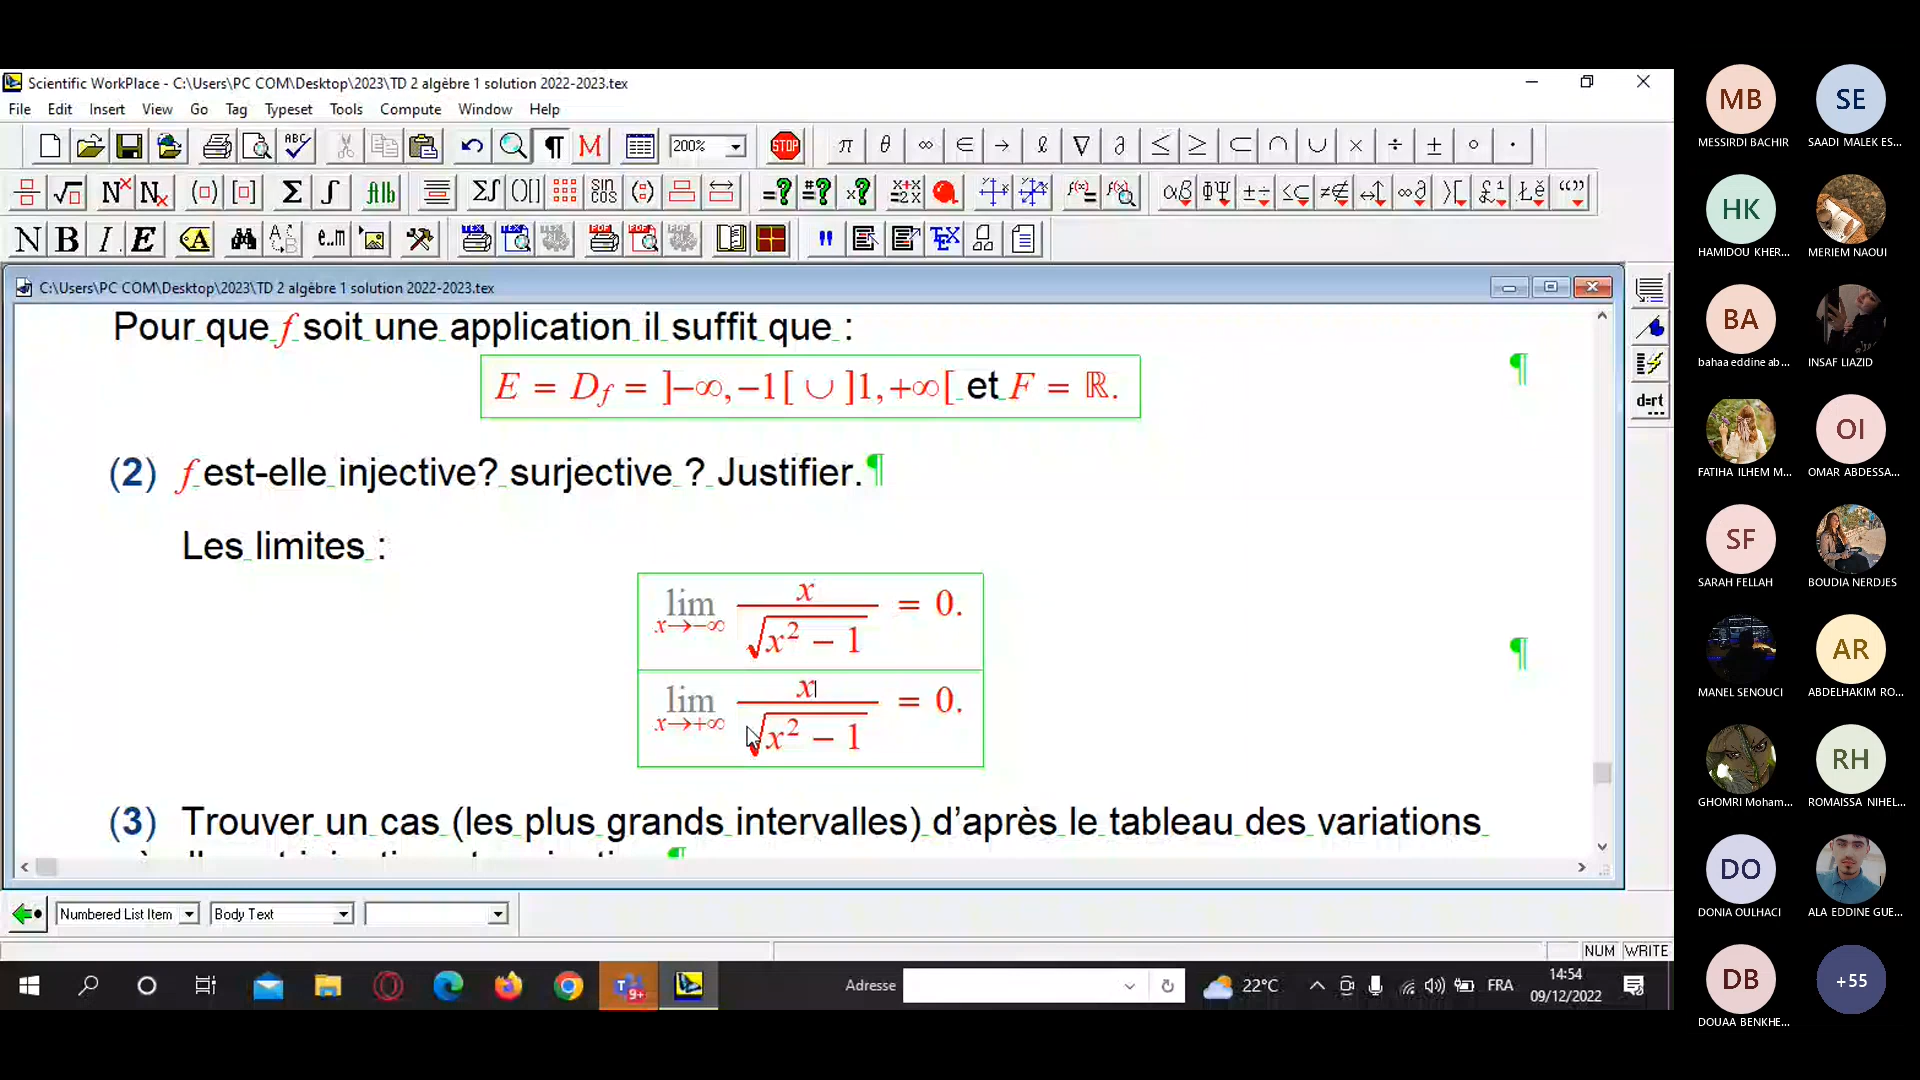 Scientific WorkPlace - C:\Users\PC COM\Desktop\2023\TD 2 algèbre 1 solution 2022-2023.tex
File Edit Insert View Go Tag Typeset Tools Compute Window Help
200% STOP π θ ∞ ∈ → ℓ ∇ ∂ ≤ ≥ ⊂ ∩ ∪ × ÷ ± ∘ ·
N B I E
C:\Users\PC COM\Desktop\2023\TD 2 algèbre 1 solution 2022-2023.tex
Pour que f soit une application il suffit que :
E = D_f = ]−∞,−1[ ∪ ]1,+∞[ et F = ℝ.
(2) f est-elle injective? surjective ? Justifier.¶
Les limites :
lim_{x→−∞} x / √(x² − 1) = 0.
lim_{x→+∞} x / √(x² − 1) = 0.
(3) Trouver un cas (les plus grands intervalles) d’après le tableau des variations
Numbered List Item Body Text
NUM WRITE
Adresse 22°C FRA 14:54
09/12/2022
MB SE
MESSIRDI BACHIR SAADI MALEK ES...
HK
HAMIDOU KHER... MERIEM NAOUI
BA
bahaa eddine ab... INSAF LIAZID
OI
FATIHA ILHEM M... OMAR ABDESSA...
SF
SARAH FELLAH BOUDIA NERDJES
AR
MANEL SENOUCI ABDELHAKIM RO...
RH
GHOMRI Moham... ROMAISSA NIHEL...
DO
DONIA OULHACI ALA EDDINE GUE...
DB +55
DOUAA BENKHE...